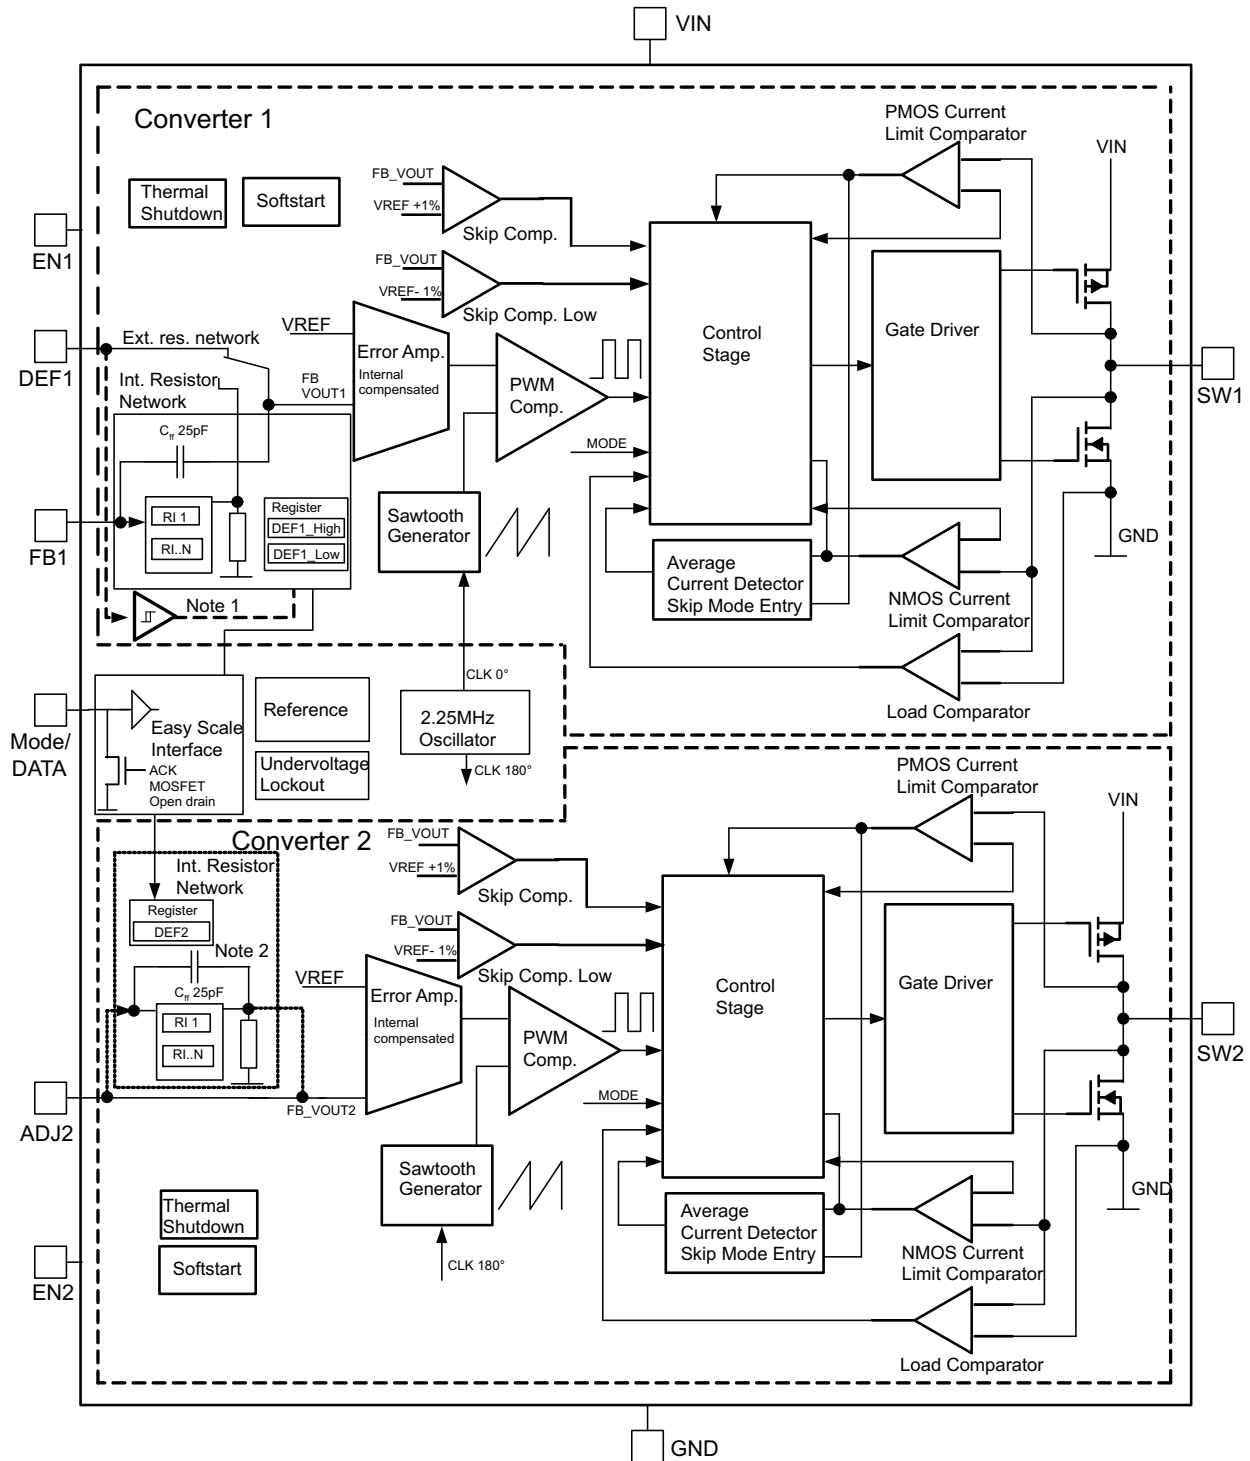 VIN
Converter 1
PMOS Current
Limit Comparator
VIN
Thermal
Shutdown
Softstart
FB_VOUT
VREF +1%
Skip Comp.
EN1
FB_VOUT
VREF- 1%
Skip Comp. Low
VREF
Ext. res. network
DEF1
Int. Resistor
Network
FB
VOUT1
Error Amp.
Internal
compensated
PWM
Comp.
Control
Stage
Gate Driver
SW1
Cff 25pF
MODE
RI 1
RI..N
Register
DEF1_High
DEF1_Low
FB1
Sawtooth
Generator
Average
Current Detector
Skip Mode Entry
GND
NMOS Current
Limit Comparator
Note 1
CLK 0°
Load Comparator
Mode/
DATA
Easy Scale
Interface
ACK
MOSFET
Open drain
Reference
Undervoltage
Lockout
2.25MHz
Oscillator
CLK 180°
PMOS Current
Limit Comparator
VIN
Converter 2
FB_VOUT
VREF +1%
Skip Comp.
Int. Resistor
Network
Register
DEF2
FB_VOUT
VREF- 1%
Skip Comp. Low
Note 2
Cff 25pF
VREF
Error Amp.
Internal
compensated
PWM
Comp.
Control
Stage
Gate Driver
SW2
RI 1
RI..N
MODE
ADJ2
FB_VOUT2
Sawtooth
Generator
Thermal
Shutdown
Softstart
EN2
CLK 180°
Average
Current Detector
Skip Mode Entry
GND
NMOS Current
Limit Comparator
Load Comparator
GND